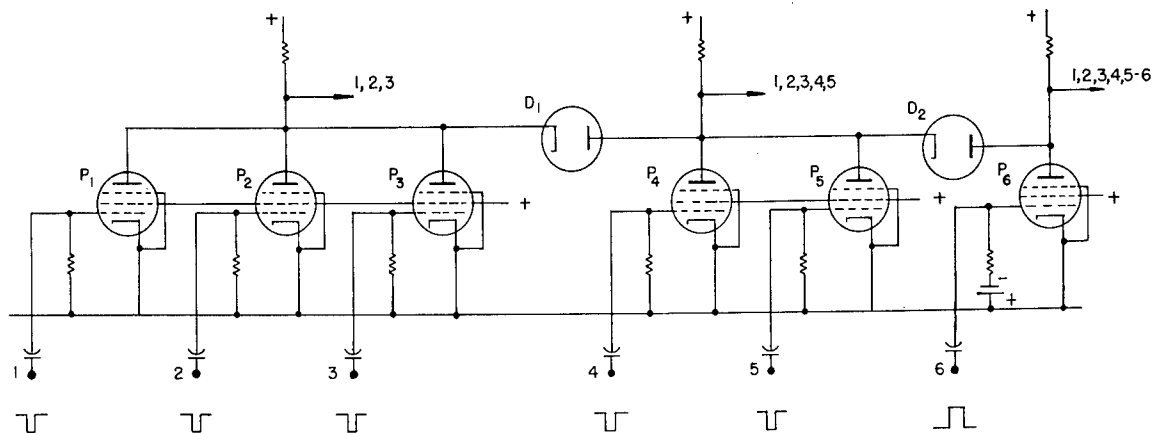 + + +
1, 2, 3 1, 2, 3, 4, 5 1, 2, 3, 4, 5-6
D1 D2
P1 P2 P3 P4 P5 P6
+ + +
- 
+
1 2 3 4 5 6